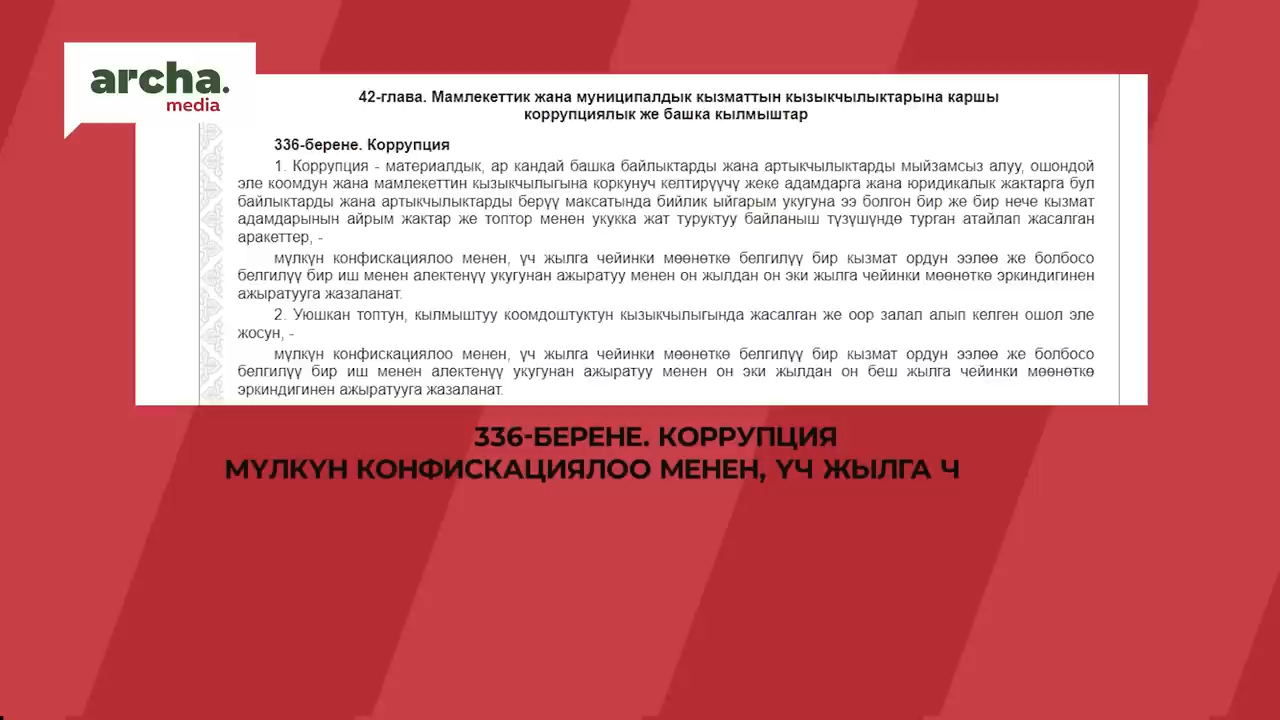 archa.
media
42-глава. Мамлекеттик жана муниципалдык кызматтын кызыкчылыктарына каршы
коррупциялык же башка кылмыштар
336-берене. Коррупция
1. Коррупция - материалдык, ар кандай башка байлыктарды жана артыкчылыктарды мыйзамсыз алуу, ошондой
эле коомдун жана мамлекеттин кызыкчылыгына коркунуч келтирүүчү жеке адамдарга жана юридикалык жактарга бул
байлыктарды жана артыкчылыктарды берүү максатында бийлик ыйгарым укугуна ээ болгон бир же бир нече кызмат
адамдарынын айрым жактар же топтор менен укукка жат туруктуу байланыш түзүшүндө турган атайлап жасалган
аракеттер, -
мүлкүн конфискациялоо менен, үч жылга чейинки мөөнөткө белгилүү бир кызмат ордун ээлөө же болбосо
белгилүү бир иш менен алектенүү укугунан ажыратуу менен он жылдан он эки жылга чейинки мөөнөткө эркиндигинен
ажыратууга жазаланат.
2. Уюшкан топтун, кылмыштуу коомдоштуктун кызыкчылыгында жасалган же оор залал алып келген ошол эле
жосун, -
мүлкүн конфискациялоо менен, үч жылга чейинки мөөнөткө белгилүү бир кызмат ордун ээлөө же болбосо
белгилүү бир иш менен алектенүү укугунан ажыратуу менен он эки жылдан он беш жылга чейинки мөөнөткө
эркиндигинен ажыратууга жазаланат.
336-БЕРЕНЕ. КОРРУПЦИЯ
МҮЛКҮН КОНФИСКАЦИЯЛОО МЕНЕН, ҮЧ ЖЫЛГА Ч